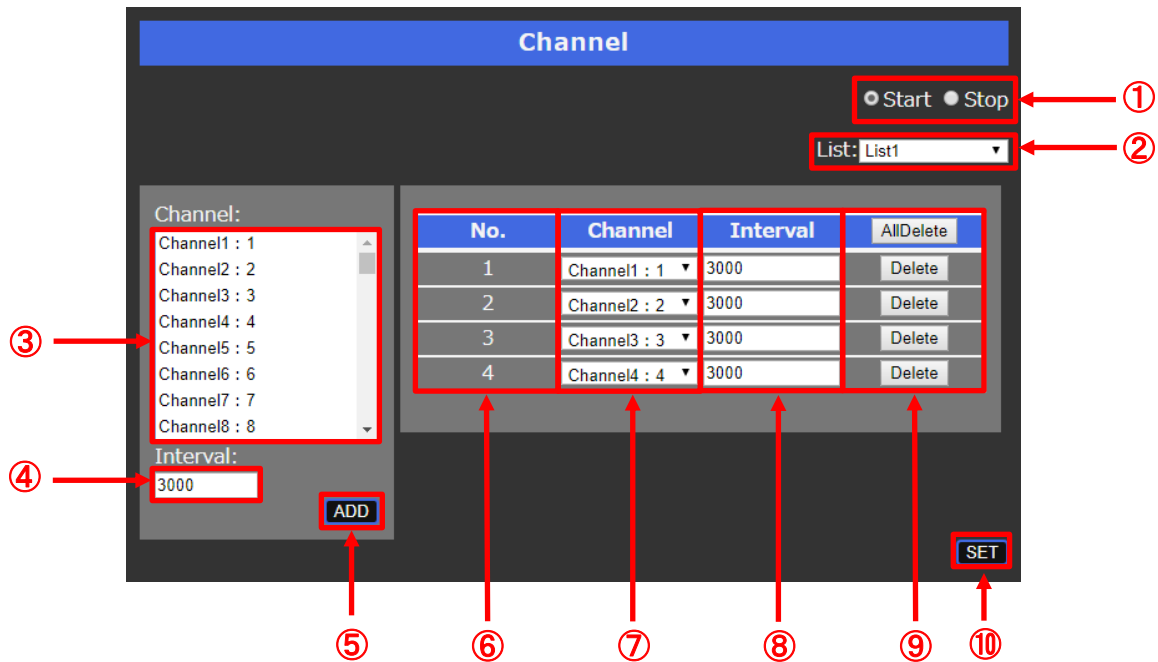 Channel
Start Stop ①
List: List1 ②
Channel:
Channel1 : 1
Channel2 : 2
Channel3 : 3
Channel4 : 4
Channel5 : 5
Channel6 : 6
Channel7 : 7
Channel8 : 8
③
Interval:
3000
④
ADD
No. Channel Interval AllDelete
1 Channel1 : 1 3000 Delete
2 Channel2 : 2 3000 Delete
3 Channel3 : 3 3000 Delete
4 Channel4 : 4 3000 Delete
SET
⑤ ⑥ ⑦ ⑧ ⑨ ⑩